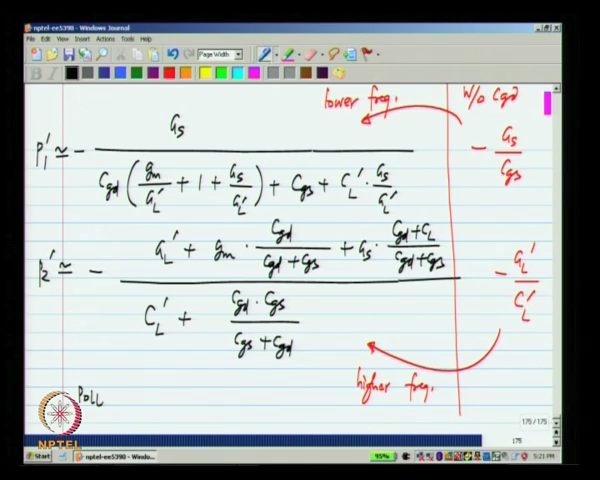 nptel-ee5398 - Windows Journal
File Edit View Insert Actions Tools Help
Page Width
B I
lower freq. w/o Cgd
p1' ≃ - Gs / ( Cgd ( gm/GL' + 1 + Gs/GL' ) + Cgs + CL' · Gs/GL' ) - Gs/Cgs
p2' ≃ - ( GL' + gm · Cgd/(Cgd+Cgs) + Gs · (Cgd+CL)/(Cgd+Cgs) ) / ( CL' + Cgd·Cgs/(Cgs+Cgd) ) - GL'/CL'
higher freq.
POLL
NPTEL
175 / 175
175
Start nptel-ee5398 - Windo... 95% 5:21 PM